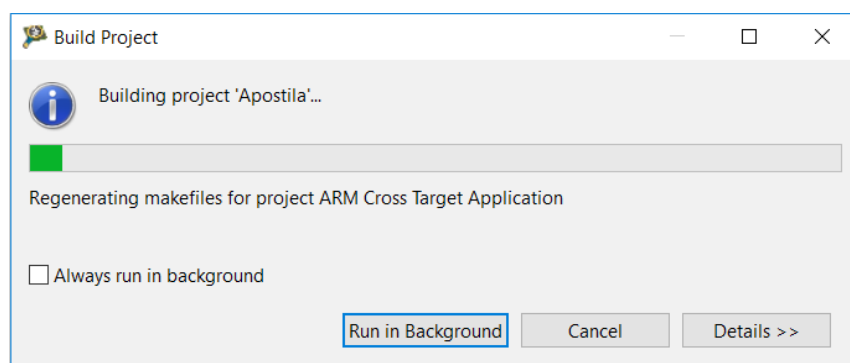 Build Project
Building project 'Apostila'...
Regenerating makefiles for project ARM Cross Target Application
Always run in background
Run in Background Cancel Details >>